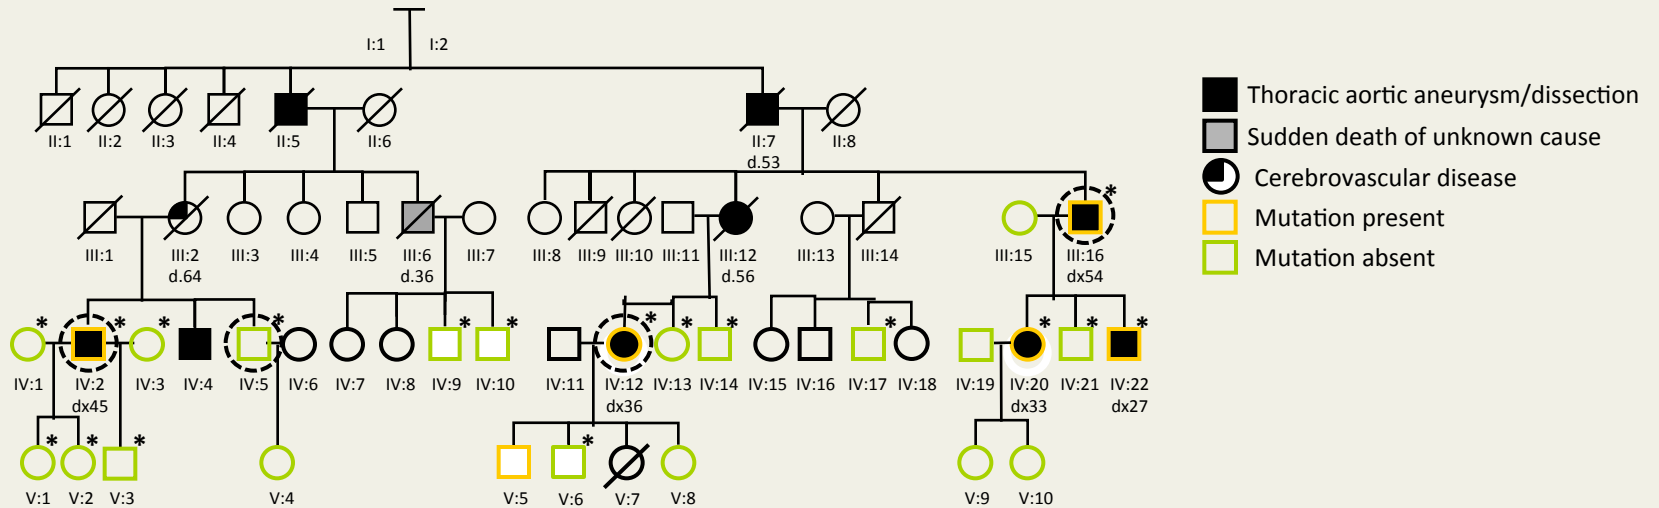 I:1 I:2
II:1 II:2 II:3 II:4 II:5 II:6 II:7 II:8
d.53
III:1 III:2 III:3 III:4 III:5 III:6 III:7 III:8 III:9 III:10 III:11 III:12 III:13 III:14 III:15 III:16
d.64 d.36 d.56 dx54
* * * * * * * * * * * * *
IV:1 IV:2 IV:3 IV:4 IV:5 IV:6 IV:7 IV:8 IV:9 IV:10 IV:11 IV:12 IV:13 IV:14 IV:15 IV:16 IV:17 IV:18 IV:19 IV:20 IV:21 IV:22
dx45 dx36 dx33 dx27
* * * *
V:1 V:2 V:3 V:4 V:5 V:6 V:7 V:8 V:9 V:10
Thoracic aortic aneurysm/dissection
Sudden death of unknown cause
Cerebrovascular disease
Mutation present
Mutation absent